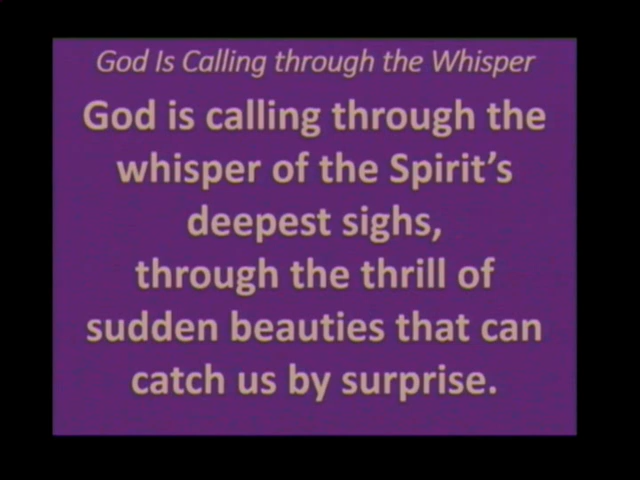 God Is Calling through the Whisper
God is calling through the
whisper of the Spirit’s
deepest sighs,
through the thrill of
sudden beauties that can
catch us by surprise.